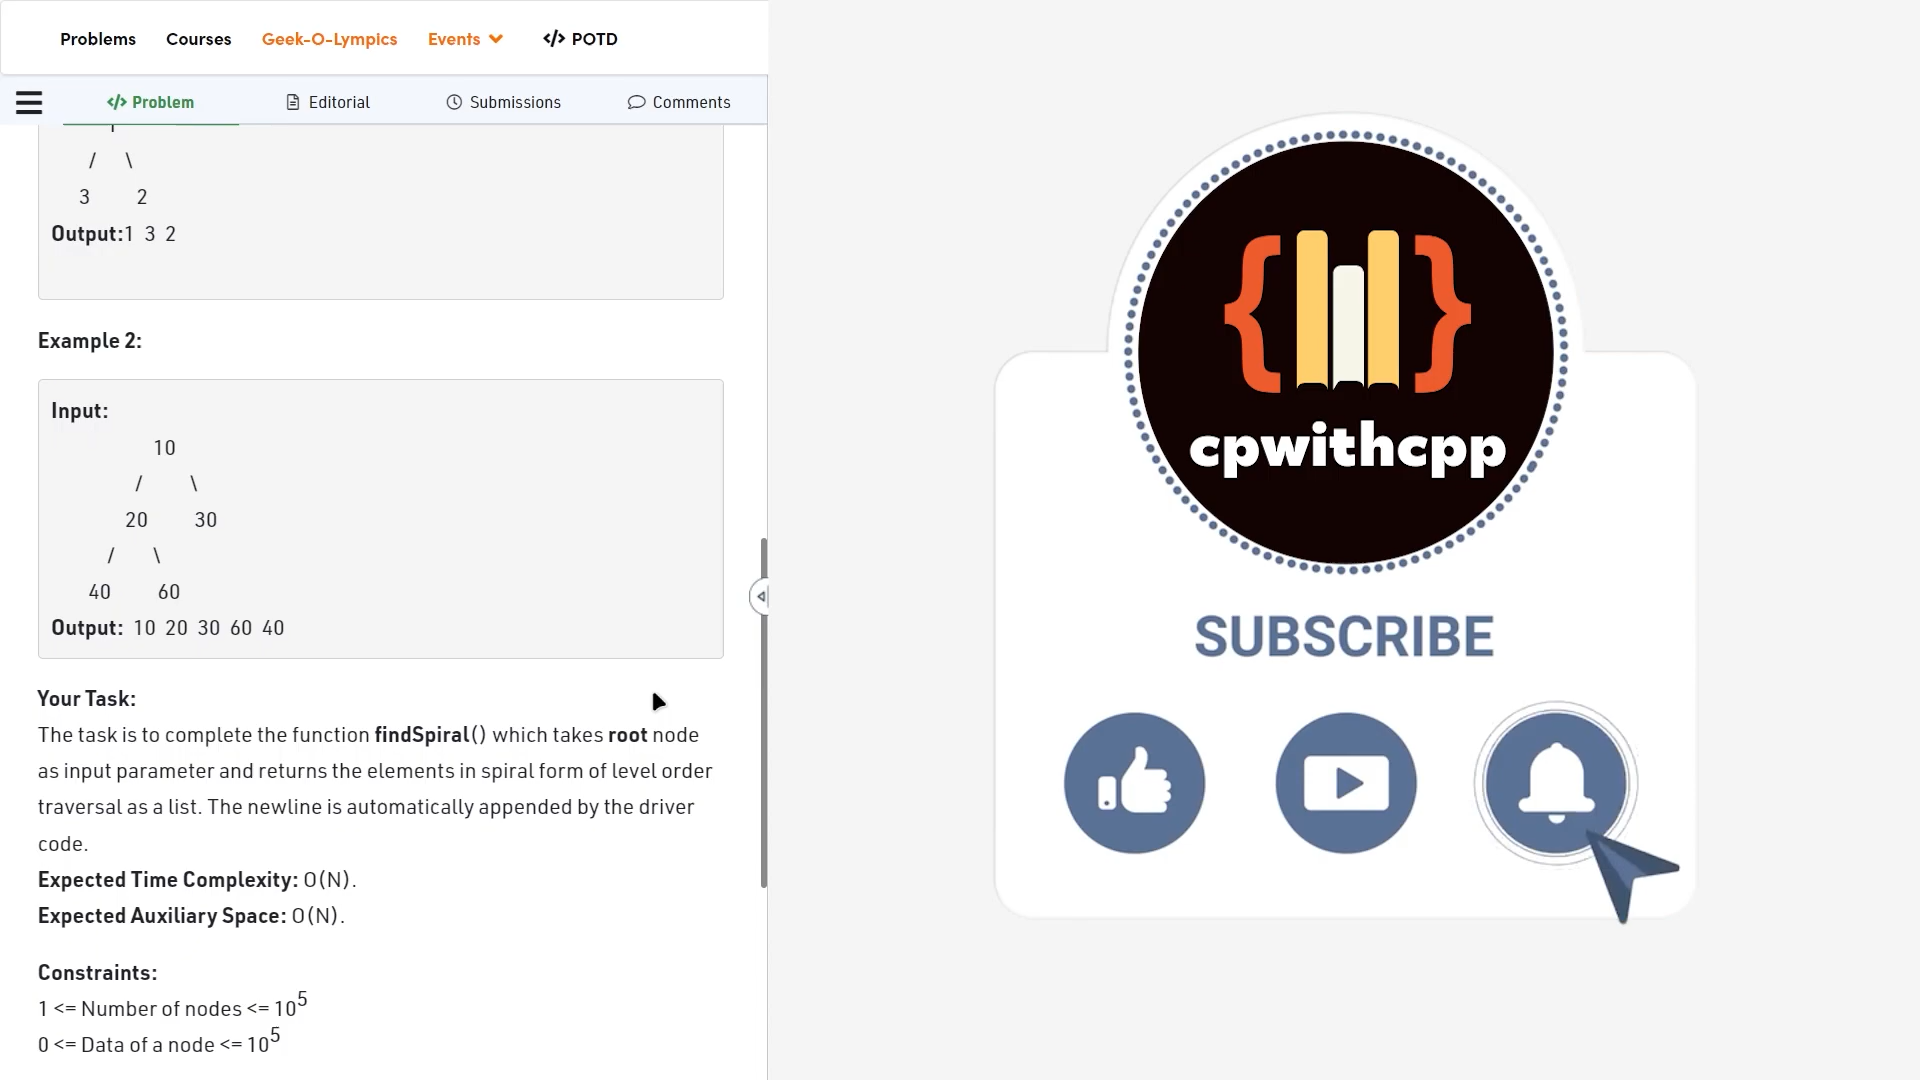 Problems Courses Geek-O-Lympics Events </> POTD
</> Problem Editorial Submissions Comments
/ \
3 2
Output:1 3 2
Example 2:
Input:
10
/ \
20 30
/ \
40 60
Output: 10 20 30 60 40
Your Task:
The task is to complete the function findSpiral() which takes root node
as input parameter and returns the elements in spiral form of level order
traversal as a list. The newline is automatically appended by the driver
code.
Expected Time Complexity: O(N).
Expected Auxiliary Space: O(N).
Constraints:
1 <= Number of nodes <= 10^5
0 <= Data of a node <= 10^5
cpwithcpp
SUBSCRIBE